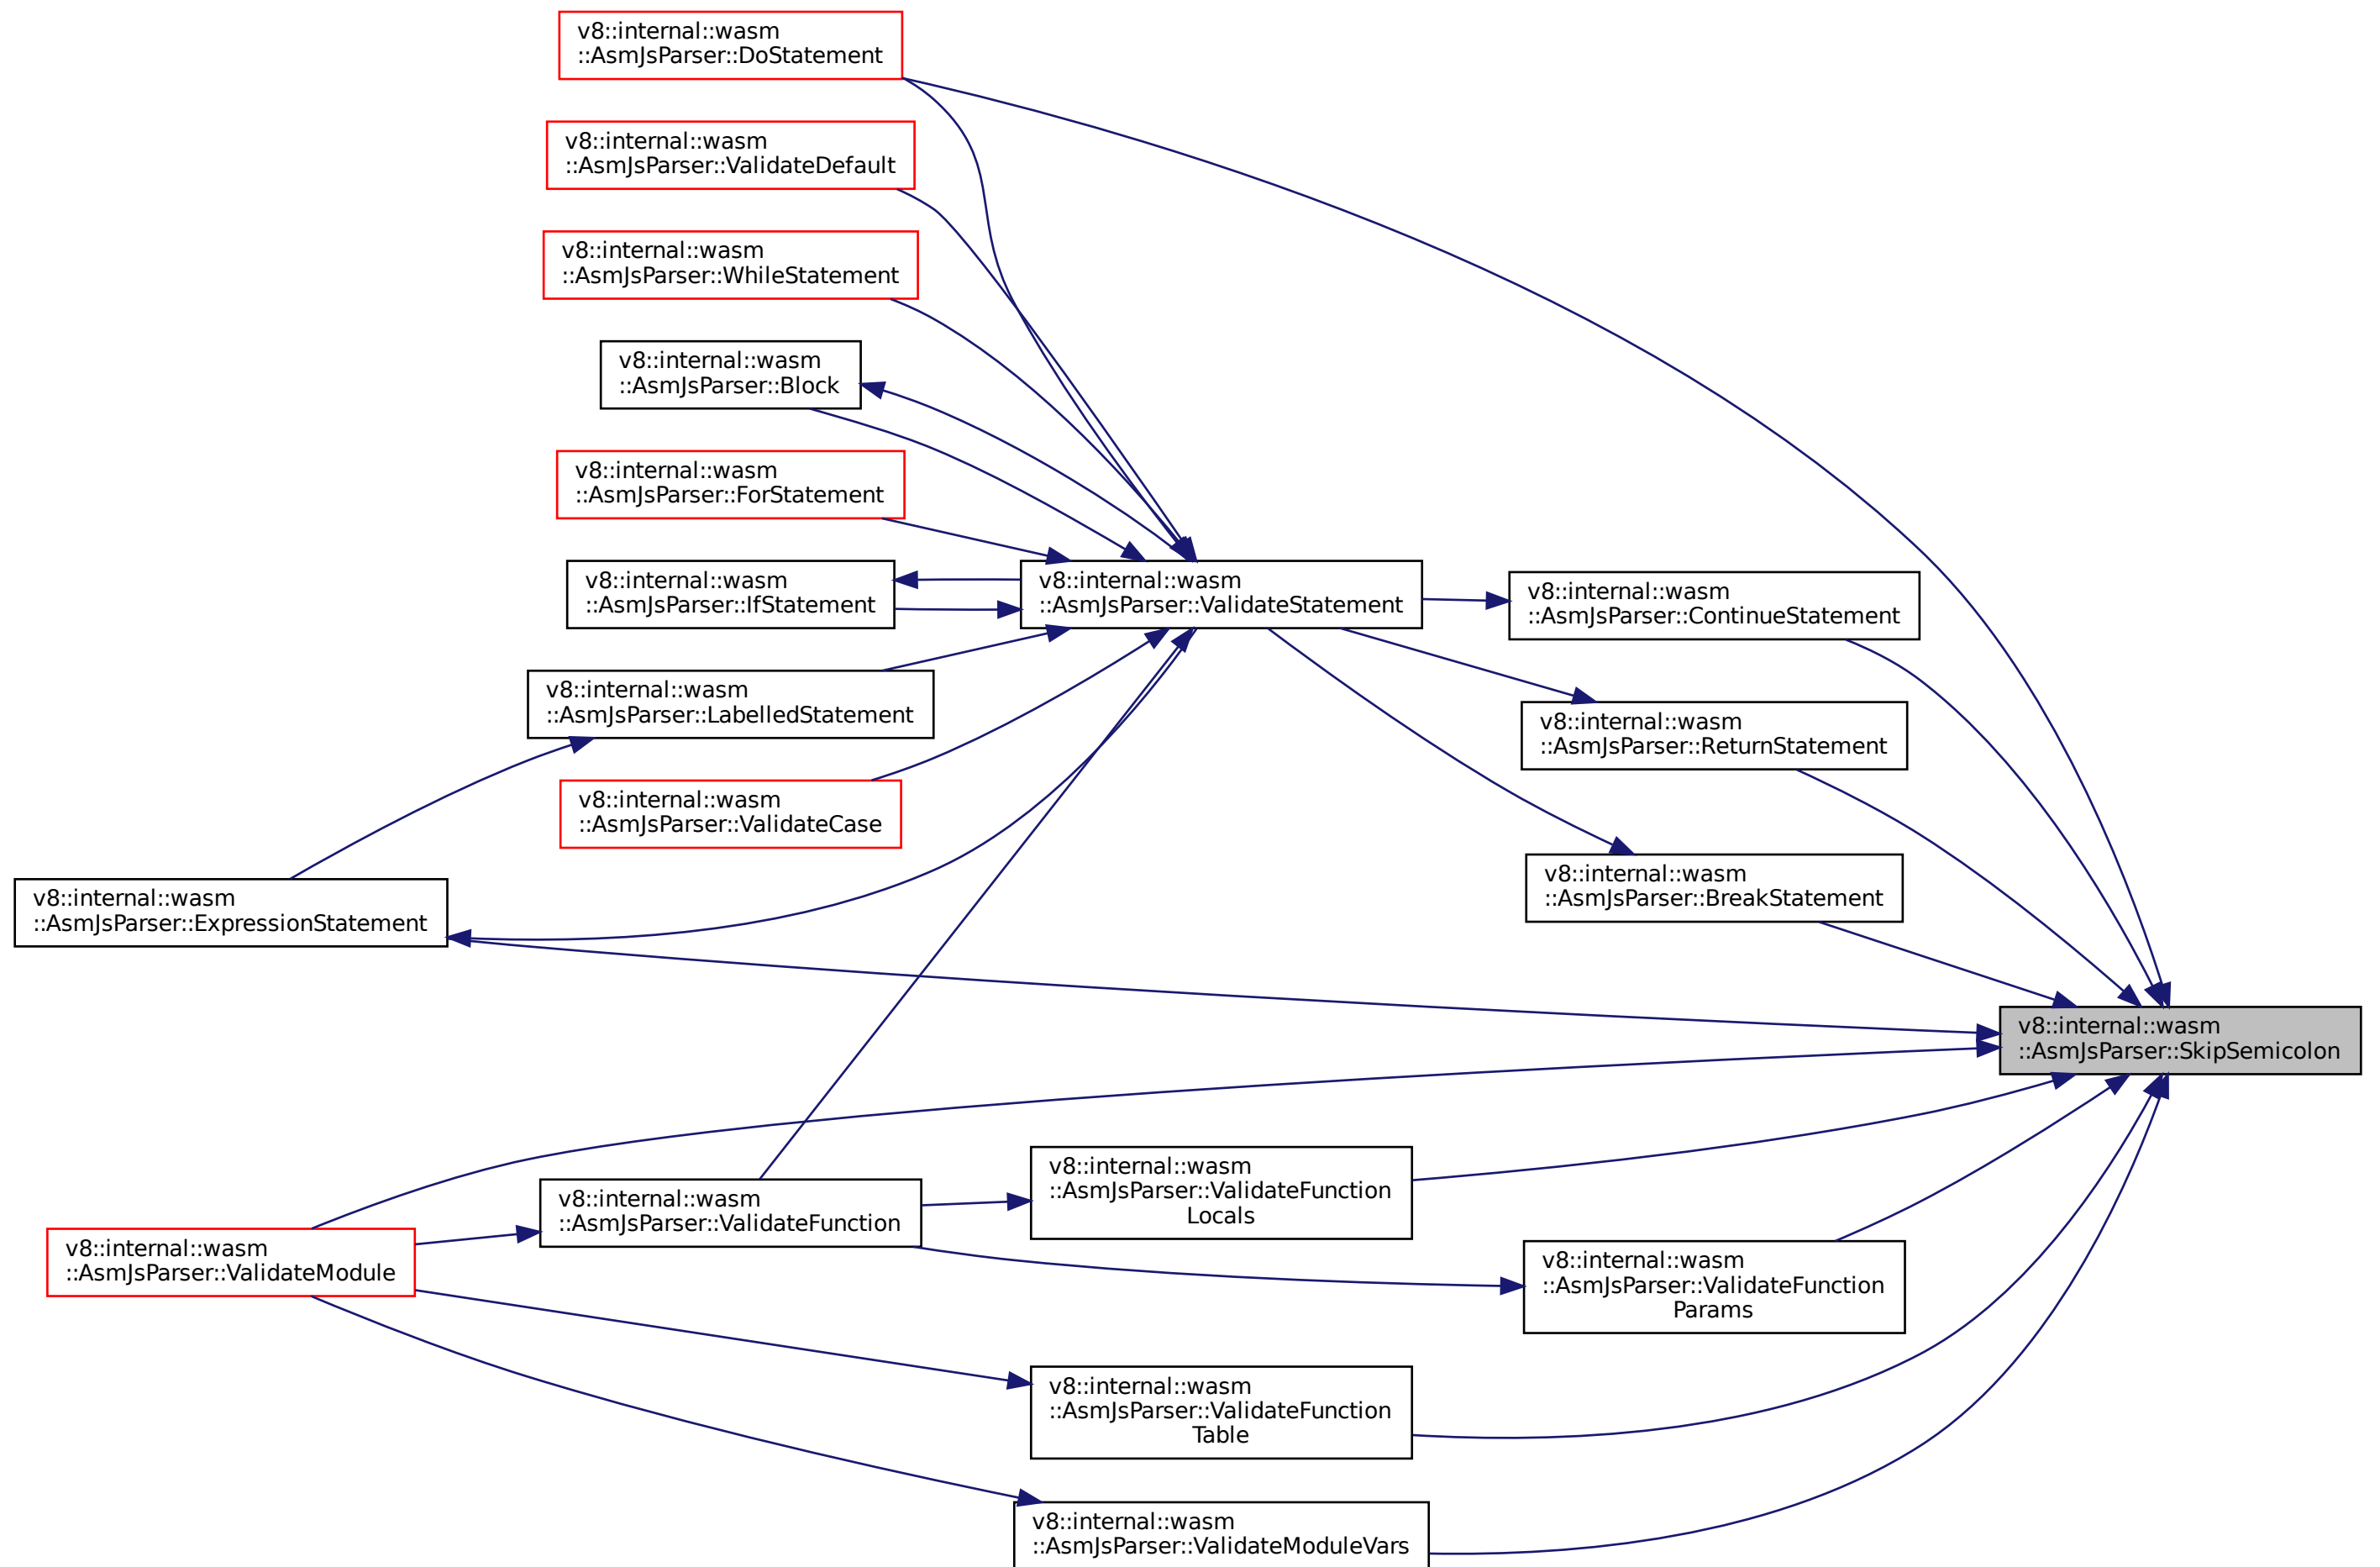 v8::internal::wasm
::AsmJsParser::DoStatement
v8::internal::wasm
::AsmJsParser::ValidateDefault
v8::internal::wasm
::AsmJsParser::WhileStatement
v8::internal::wasm
::AsmJsParser::Block
v8::internal::wasm
::AsmJsParser::ForStatement
v8::internal::wasm
::AsmJsParser::IfStatement
v8::internal::wasm
::AsmJsParser::ValidateStatement
v8::internal::wasm
::AsmJsParser::ContinueStatement
v8::internal::wasm
::AsmJsParser::LabelledStatement
v8::internal::wasm
::AsmJsParser::ReturnStatement
v8::internal::wasm
::AsmJsParser::ValidateCase
v8::internal::wasm
::AsmJsParser::BreakStatement
v8::internal::wasm
::AsmJsParser::ExpressionStatement
v8::internal::wasm
::AsmJsParser::SkipSemicolon
v8::internal::wasm
::AsmJsParser::ValidateFunction
Locals
v8::internal::wasm
::AsmJsParser::ValidateFunction
v8::internal::wasm
::AsmJsParser::ValidateModule
v8::internal::wasm
::AsmJsParser::ValidateFunction
Params
v8::internal::wasm
::AsmJsParser::ValidateFunction
Table
v8::internal::wasm
::AsmJsParser::ValidateModuleVars